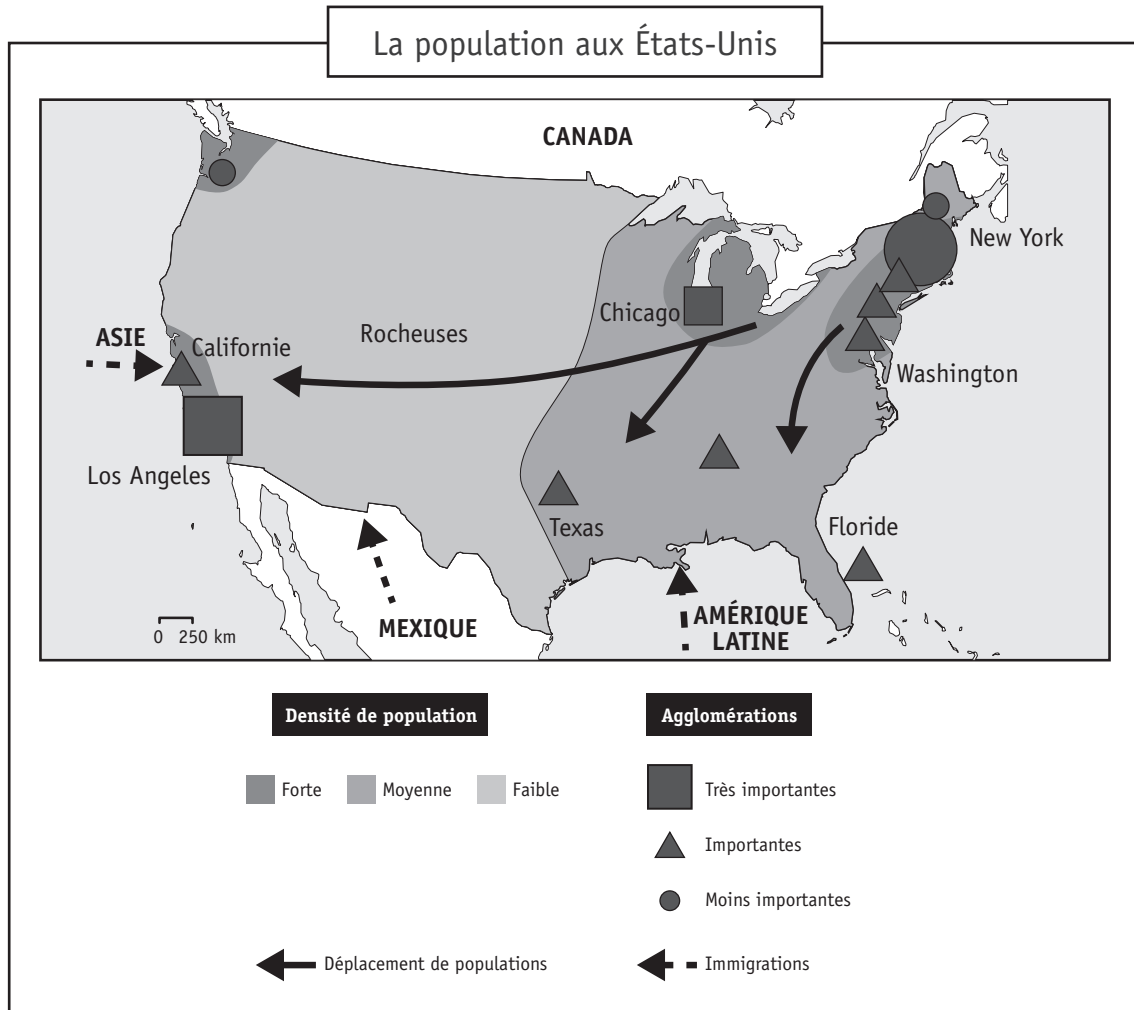 La population aux États-Unis
CANADA
New York
Chicago
Rocheuses
ASIE
Californie
Washington
Los Angeles
Texas
Floride
0 250 km
MEXIQUE
AMÉRIQUE
LATINE
Densité de population
Forte
Moyenne
Faible
Agglomérations
Très importantes
Importantes
Moins importantes
Déplacement de populations
Immigrations